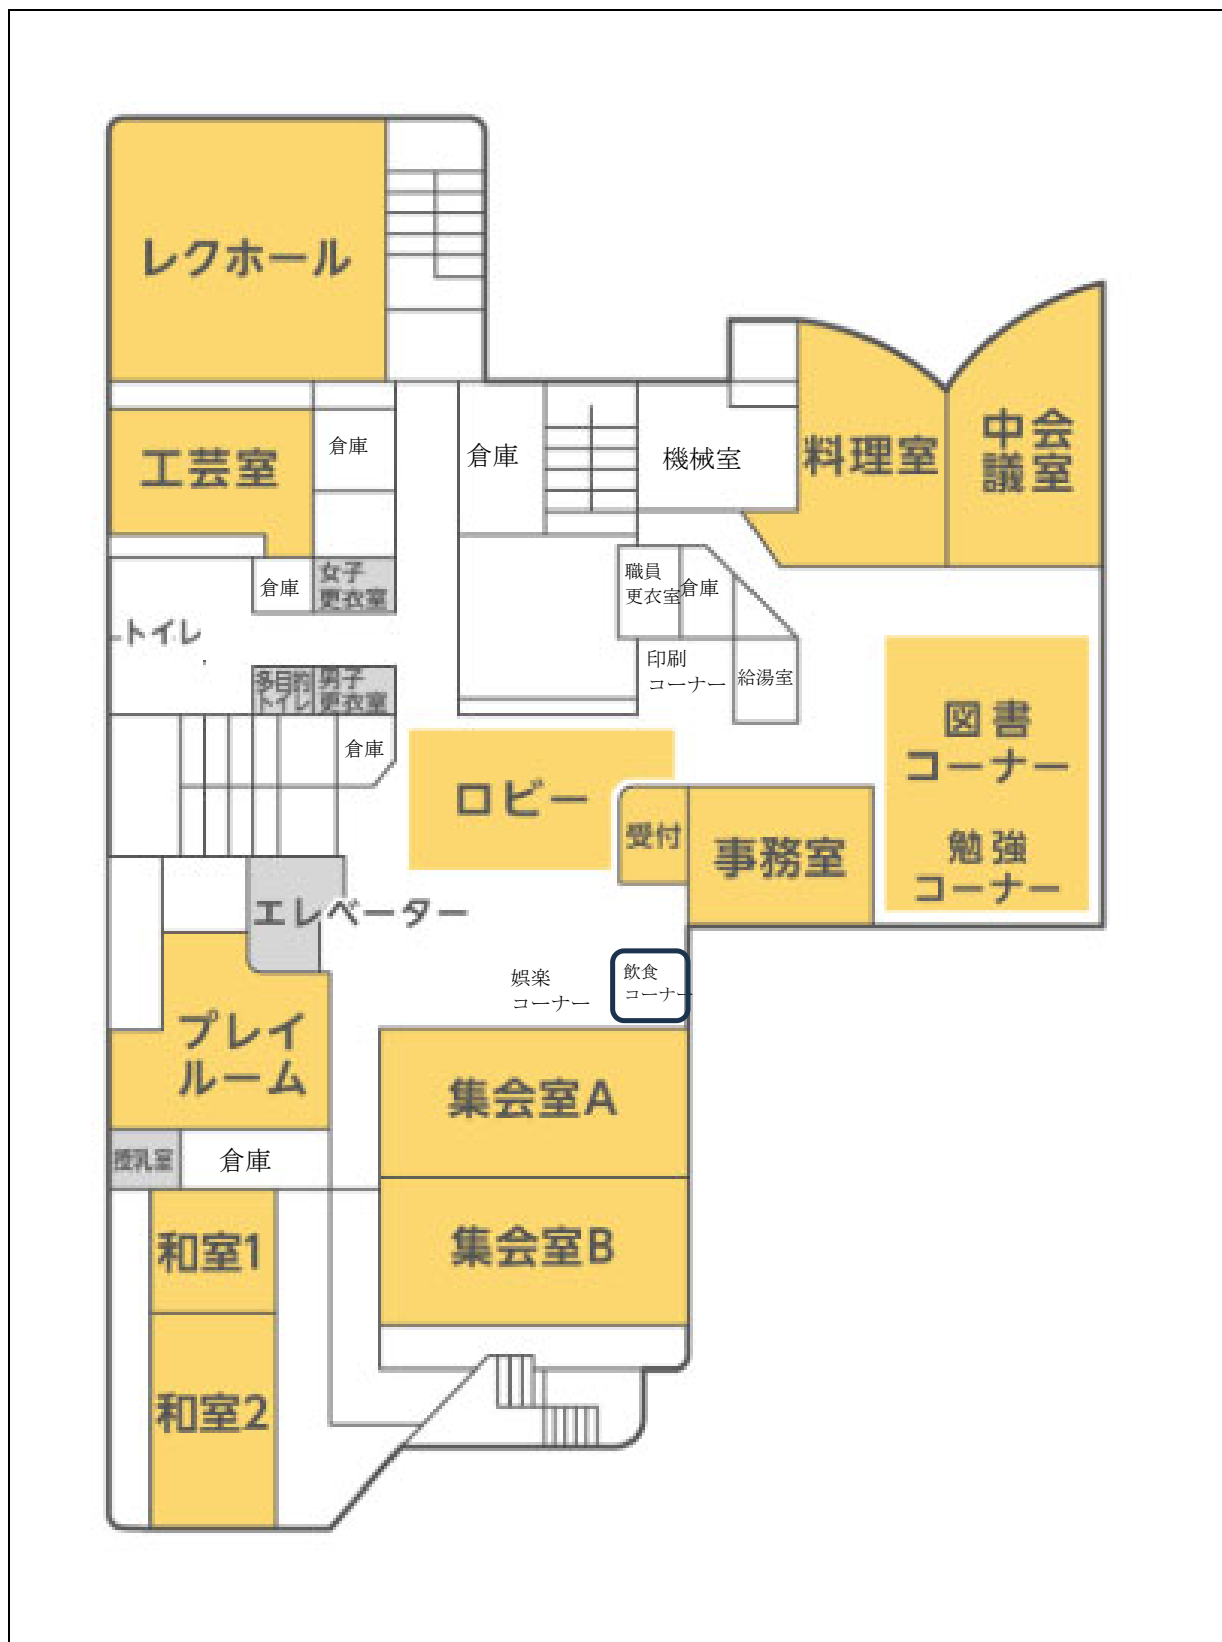 レクホール
工芸室
倉庫
倉庫
機械室
料理室
中会
議室
倉庫
女子
更衣室
職員
更衣室
倉庫
トイレ
多目的
トイレ
男子
更衣室
印刷
コーナー
給湯室
倉庫
ロビー
図書
コーナー
受付
事務室
勉強
コーナー
エレベーター
娯楽
コーナー
飲食
コーナー
プレイ
ルーム
集会室A
授乳室
倉庫
和室1
集会室B
和室2